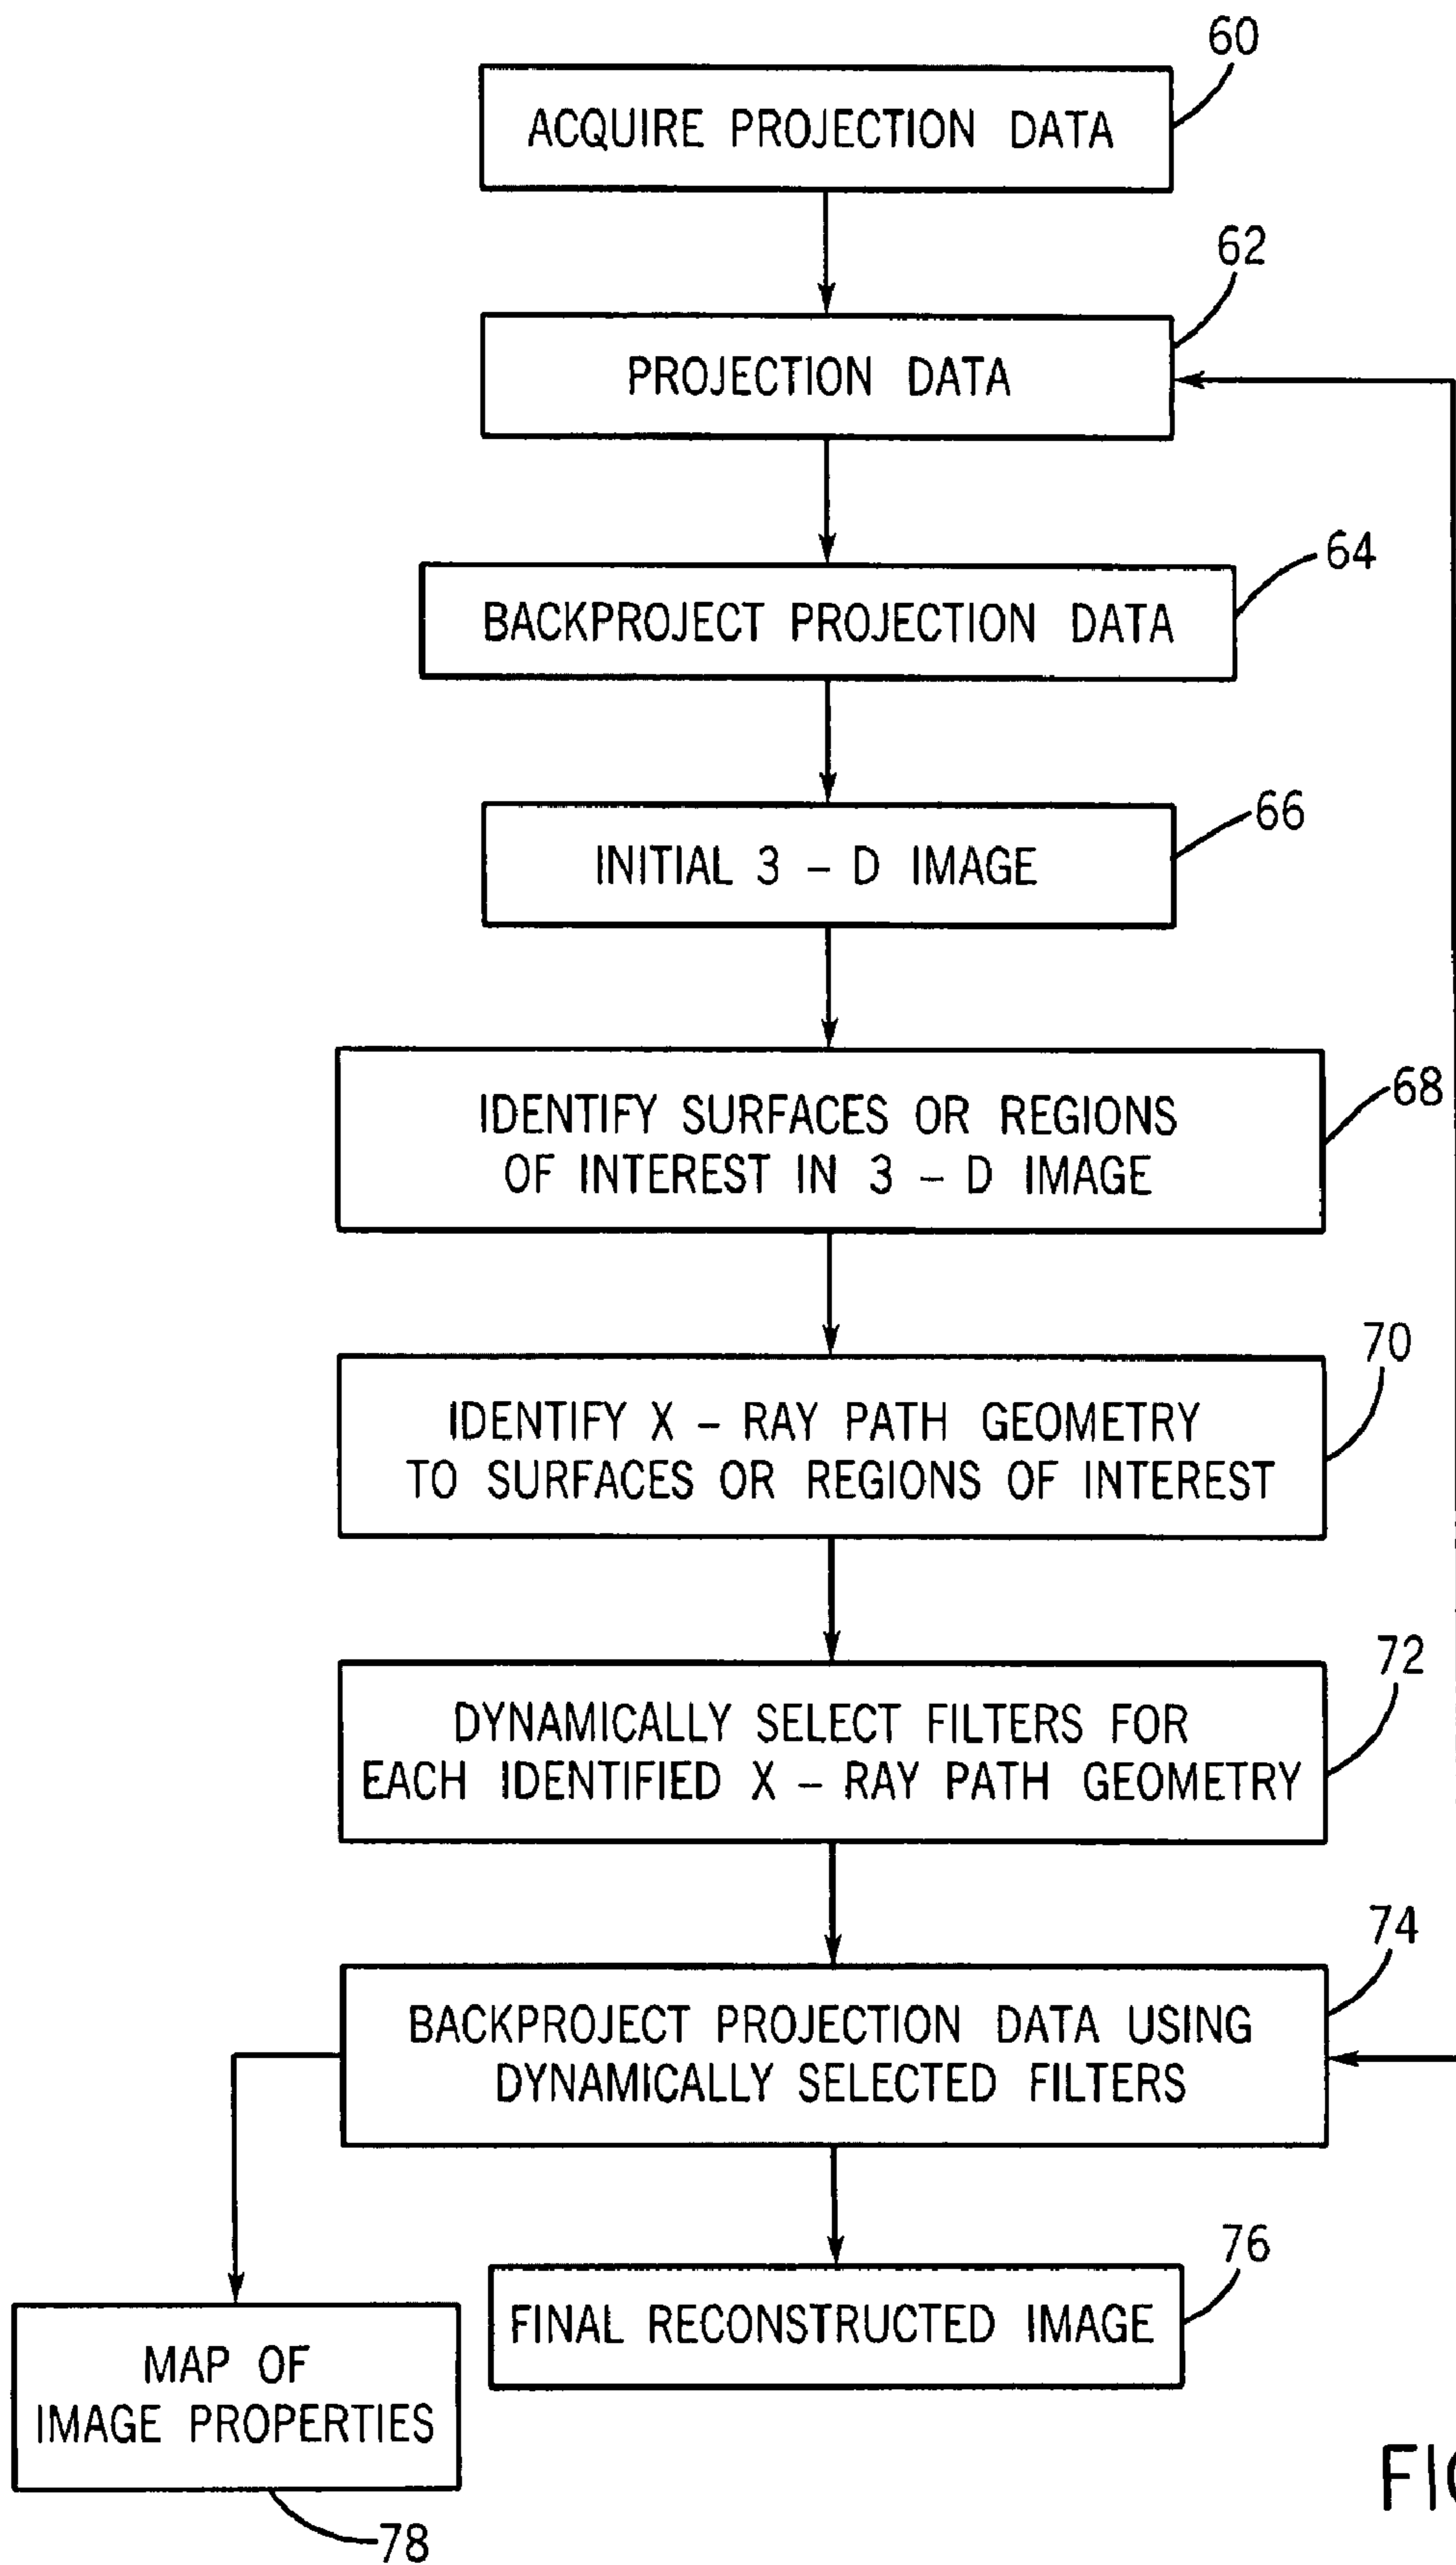 60
ACQUIRE PROJECTION DATA
62
PROJECTION DATA
64
BACKPROJECT PROJECTION DATA
66
INITIAL 3 – D IMAGE
68
IDENTIFY SURFACES OR REGIONS
OF INTEREST IN 3 – D IMAGE
70
IDENTIFY X – RAY PATH GEOMETRY
TO SURFACES OR REGIONS OF INTEREST
72
DYNAMICALLY SELECT FILTERS FOR
EACH IDENTIFIED X – RAY PATH GEOMETRY
74
BACKPROJECT PROJECTION DATA USING
DYNAMICALLY SELECTED FILTERS
76
FINAL RECONSTRUCTED IMAGE
MAP OF
IMAGE PROPERTIES
78